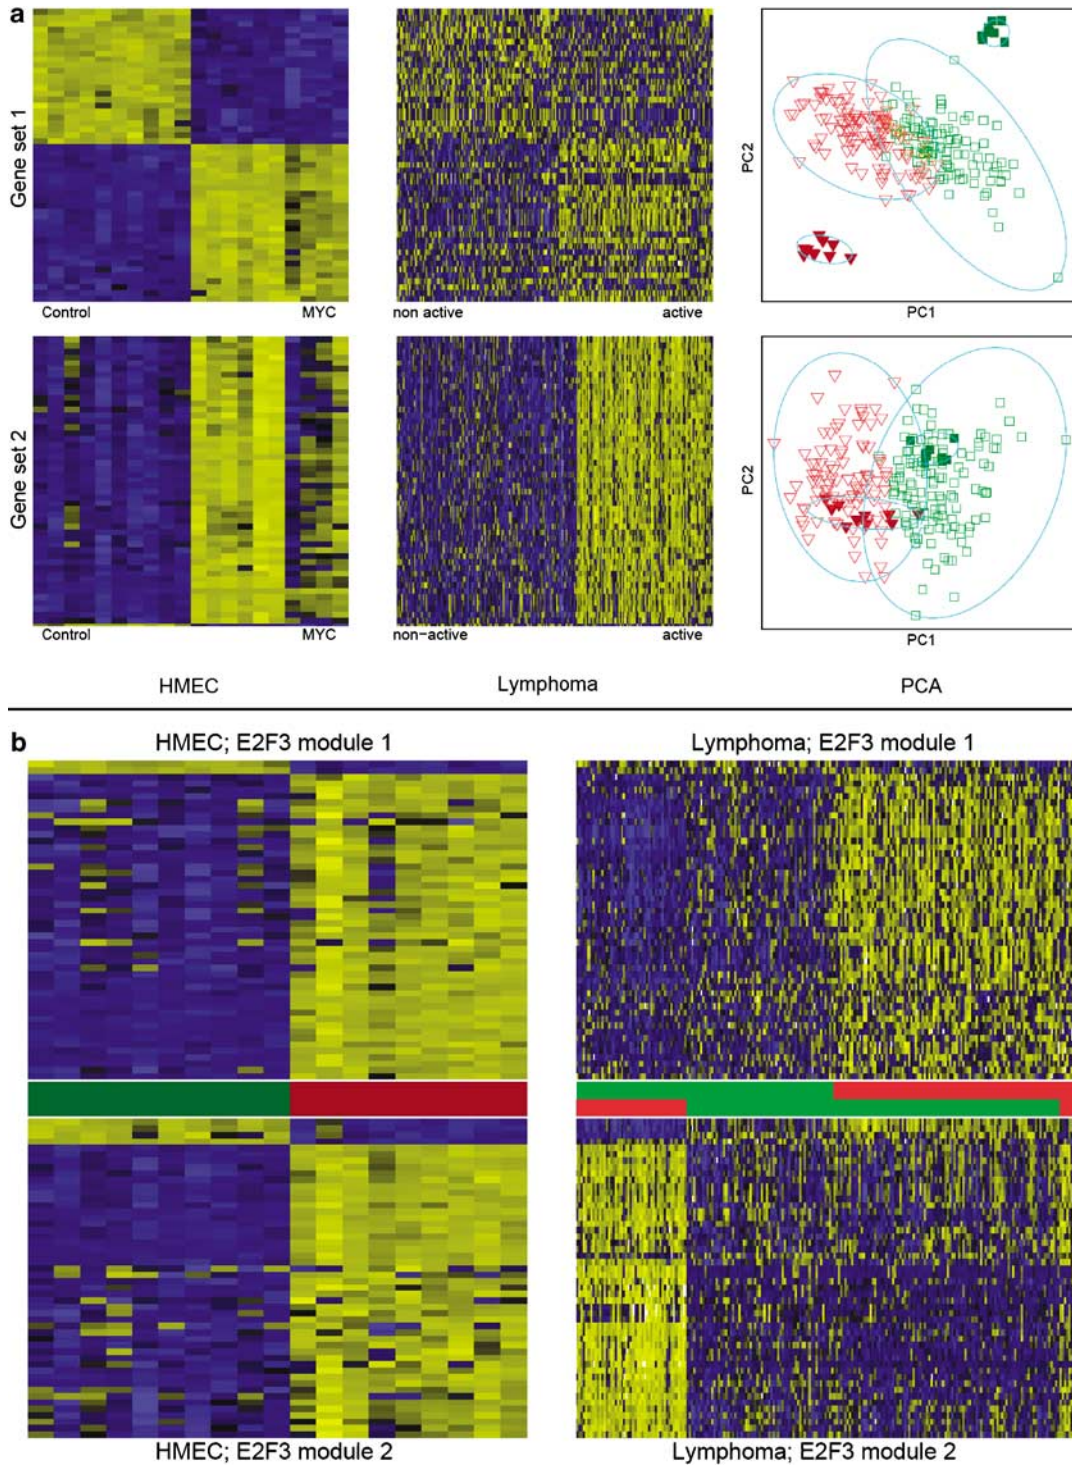 a
Gene set 1
Control MYC
non active active
PC2
PC1
Gene set 2
Control MYC
non-active active
PC2
PC1
HMEC Lymphoma PCA
b
HMEC; E2F3 module 1
Lymphoma; E2F3 module 1
HMEC; E2F3 module 2
Lymphoma; E2F3 module 2